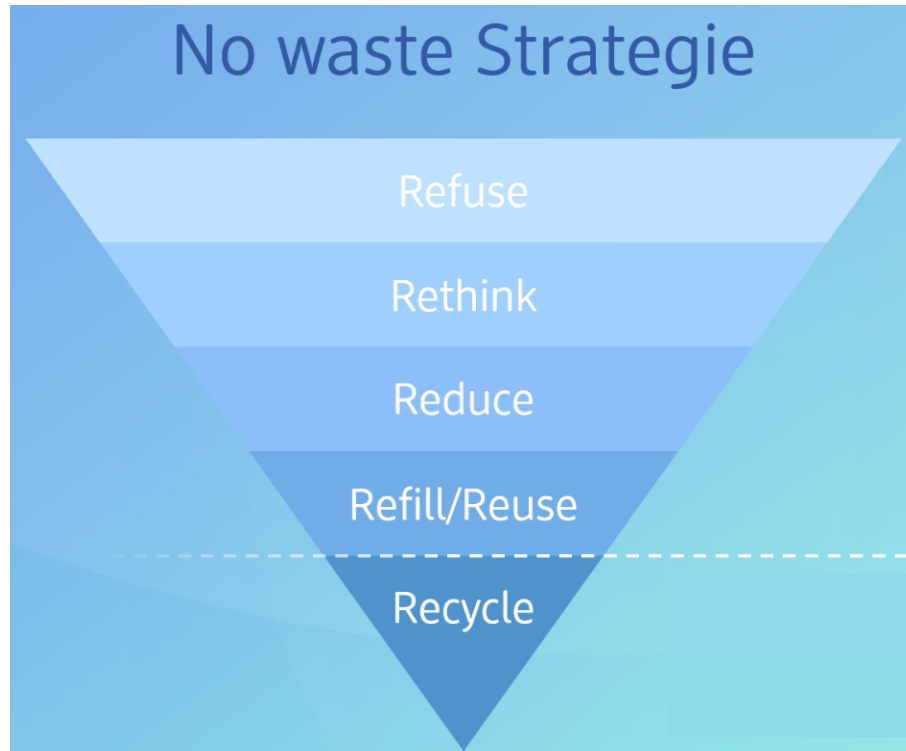 No waste Strategie
Refuse
Rethink
Reduce
Refill/Reuse
Recycle